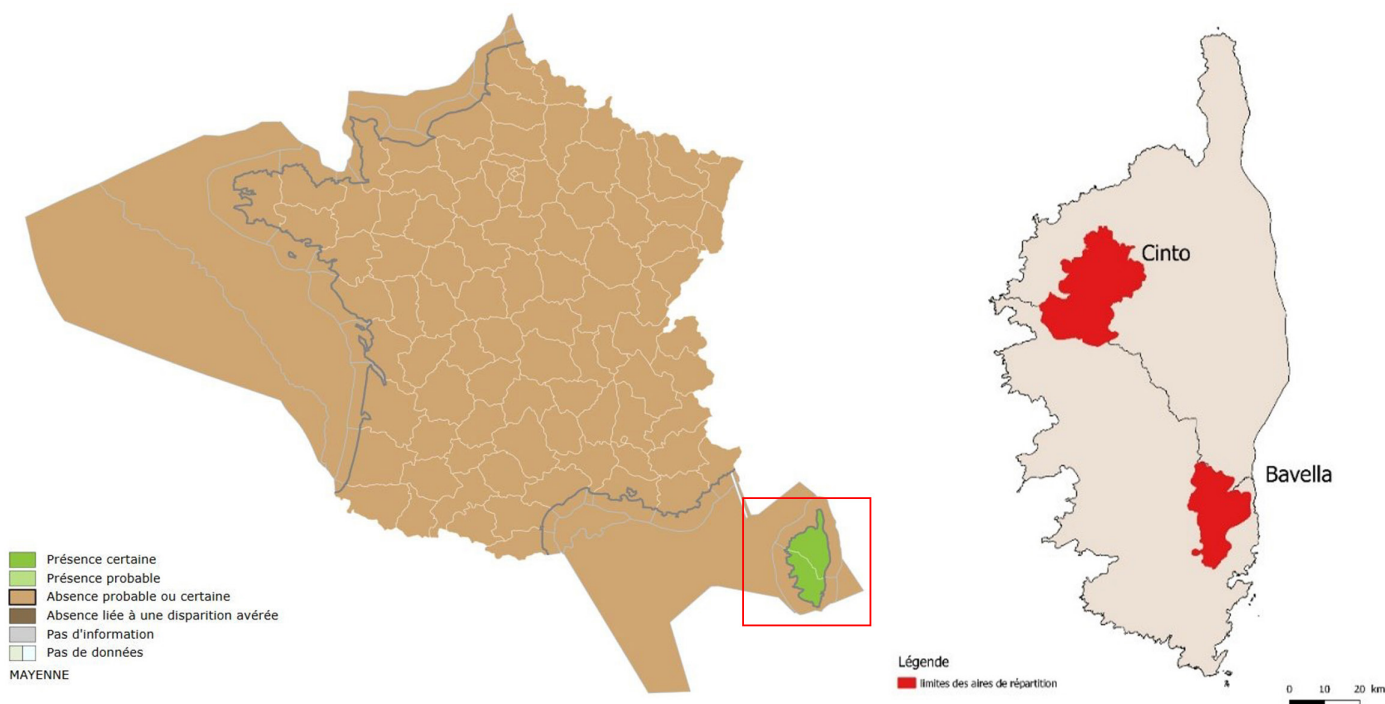 Présence certaine
Présence probable
Absence probable ou certaine
Absence liée à une disparition avérée
Pas d'information
Pas de données
MAYENNE
Cinto
Bavella
Légende
limites des aires de répartition
0 10 20 km